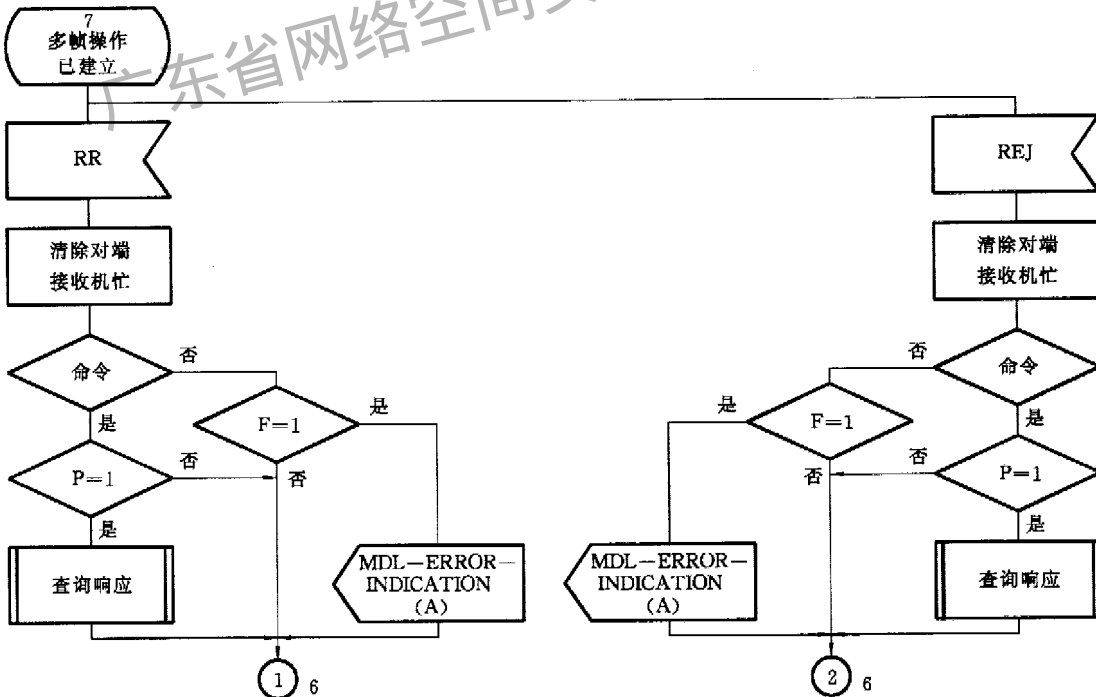 广东省网络空间
7
多帧操作
已建立
RR
REJ
清除对端
接收机忙
清除对端
接收机忙
命令
否
否
命令
是
F=1
是
是
F=1
是
P=1
否
否
否
否
P=1
是
是
查询响应
MDL-ERROR-
INDICATION
(A)
MDL-ERROR-
INDICATION
(A)
查询响应
1
6
2
6